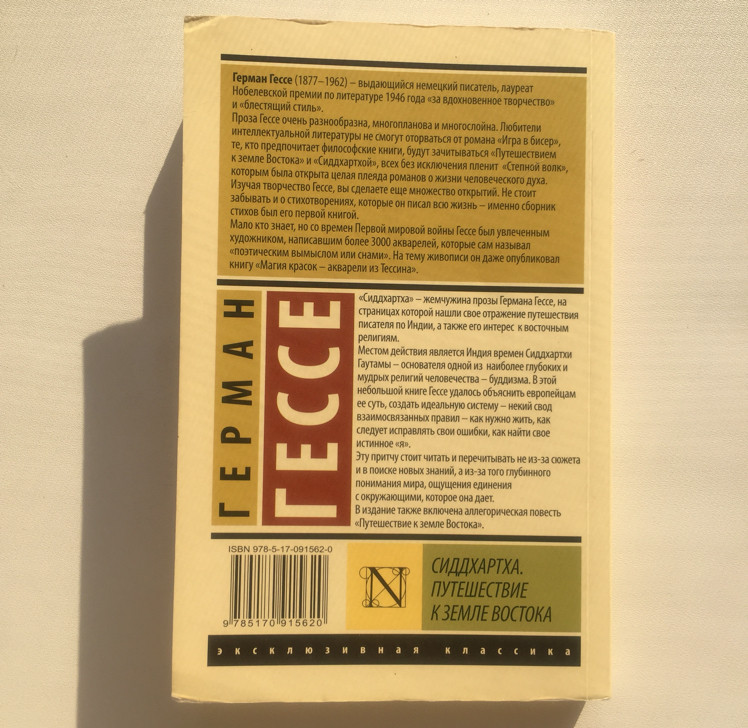 Герман Гессе (1877–1962) – выдающийся немецкий писатель, лауреат
Нобелевской премии по литературе 1946 года «за вдохновенное творчество»
и «блестящий стиль».
Проза Гессе очень разнообразна, многопланова и многослойна. Любители
интеллектуальной литературы не смогут оторваться от романа «Игра в бисер»,
те, кто предпочитает философские книги, будут зачитываться «Путешествием
к земле Востока» и «Сиддхартхой», всех без исключения пленит «Степной волк»,
которым была открыта целая плеяда романов о жизни человеческого духа.
Изучая творчество Гессе, вы сделаете еще множество открытий. Не стоит
забывать и о стихотворениях, которые он писал всю жизнь – именно сборник
стихов был его первой книгой.
Мало кто знает, но со времен Первой мировой войны Гессе был увлеченным
художником, написавшим более 3000 акварелей, которые сам называл
«поэтическим вымыслом или снами». На тему живописи он даже опубликовал
книгу «Магия красок – акварели из Тессина».
ГЕРМАН
ГЕССЕ
«Сиддхартха» – жемчужина прозы Германа Гессе, на
страницах которой нашли свое отражение путешествия
писателя по Индии, а также его интерес к восточным
религиям.
Местом действия является Индия времен Сиддхартхи
Гаутамы – основателя одной из наиболее глубоких и
мудрых религий человечества – буддизма. В этой
небольшой книге Гессе удалось объяснить европейцам
ее суть, создать идеальную систему – некий свод
взаимосвязанных правил – как нужно жить, как
следует исправлять свои ошибки, как найти свое
истинное «я».
Эту притчу стоит читать и перечитывать не из-за сюжета
и в поиске новых знаний, а из-за того глубинного
понимания мира, ощущения единения
с окружающими, которое она дает.
В издание также включена аллегорическая повесть
«Путешествие к земле Востока».
ISBN 978-5-17-091562-0
9 785170 915620
N
СИДДХАРТХА.
ПУТЕШЕСТВИЕ
К ЗЕМЛЕ ВОСТОКА
эксклюзивная классика